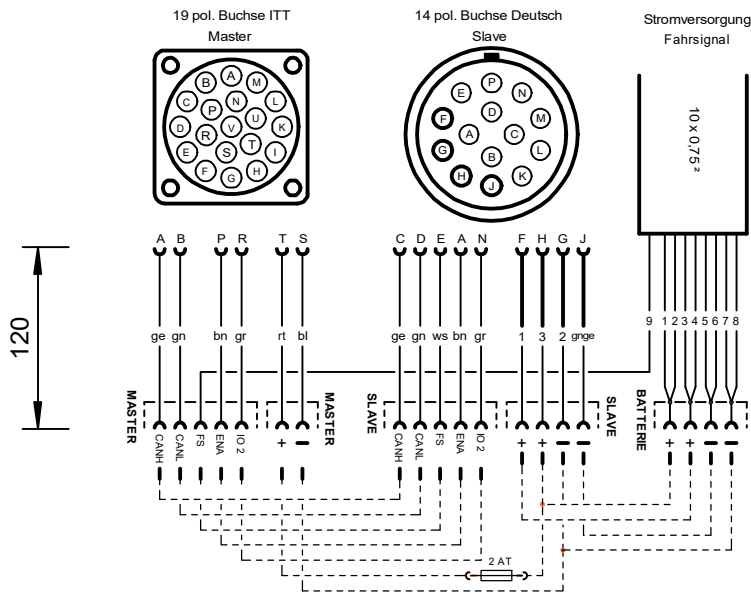 19 pol. Buchse ITT
Master
14 pol. Buchse Deutsch
Slave
Stromversorgung
Fahrsignal
B A M
C P N L
D R V U K
E S T I
F G H
P
E N
F D M
A C
G B L
H J K
10 x 0,75 ²
A B P R T S
C D E A N F H G J
9 1 2 3 4 5 6 7 8
120
ge gn bn gr rt bl
ge gn ws bn gr 1 3 2 gnge
MASTER
CANH
CANL
FS
ENA
IO 2
+ −
MASTER
SLAVE
CANH
CANL
FS
ENA
IO 2
+ + − −
SLAVE
BATTERIE
+ + − −
2 AT